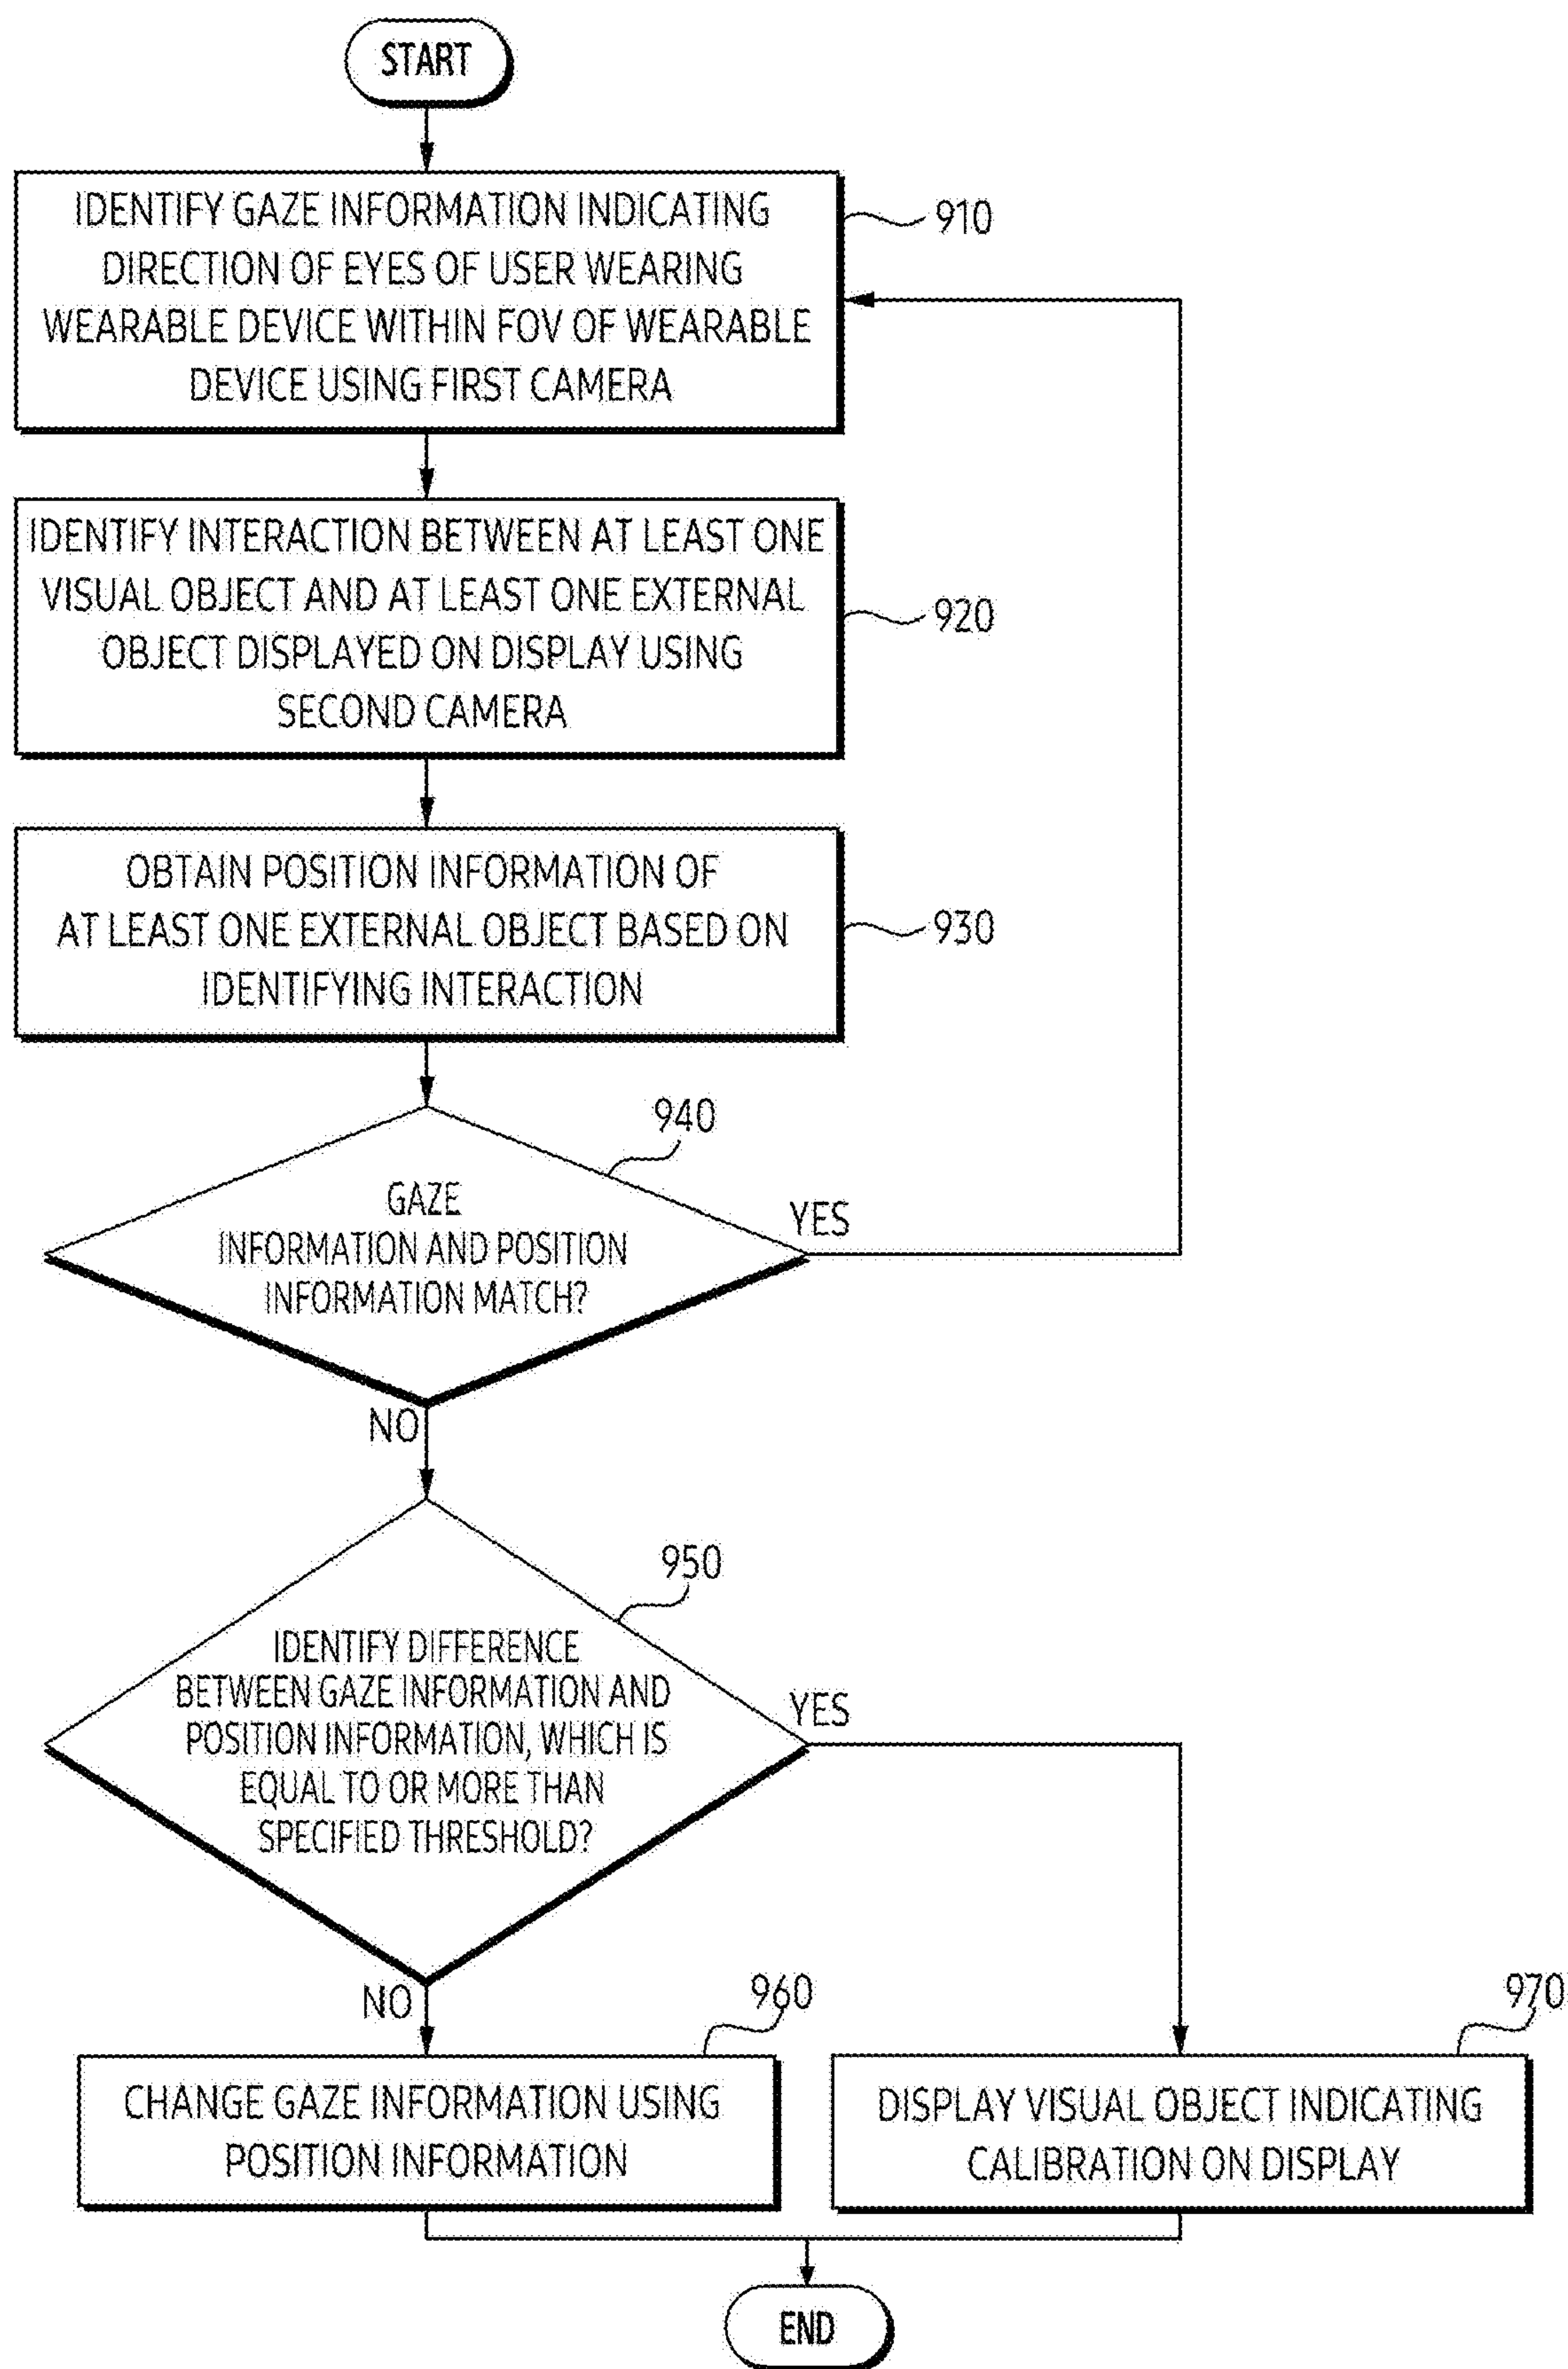 START
IDENTIFY GAZE INFORMATION INDICATING
DIRECTION OF EYES OF USER WEARING
WEARABLE DEVICE WITHIN FOV OF WEARABLE
DEVICE USING FIRST CAMERA
910
IDENTIFY INTERACTION BETWEEN AT LEAST ONE
VISUAL OBJECT AND AT LEAST ONE EXTERNAL
OBJECT DISPLAYED ON DISPLAY USING
SECOND CAMERA
920
OBTAIN POSITION INFORMATION OF
AT LEAST ONE EXTERNAL OBJECT BASED ON
IDENTIFYING INTERACTION
930
940
GAZE
INFORMATION AND POSITION
INFORMATION MATCH?
YES
NO
950
IDENTIFY DIFFERENCE
BETWEEN GAZE INFORMATION AND
POSITION INFORMATION, WHICH IS
EQUAL TO OR MORE THAN
SPECIFIED THRESHOLD?
YES
NO
960
CHANGE GAZE INFORMATION USING
POSITION INFORMATION
970
DISPLAY VISUAL OBJECT INDICATING
CALIBRATION ON DISPLAY
END